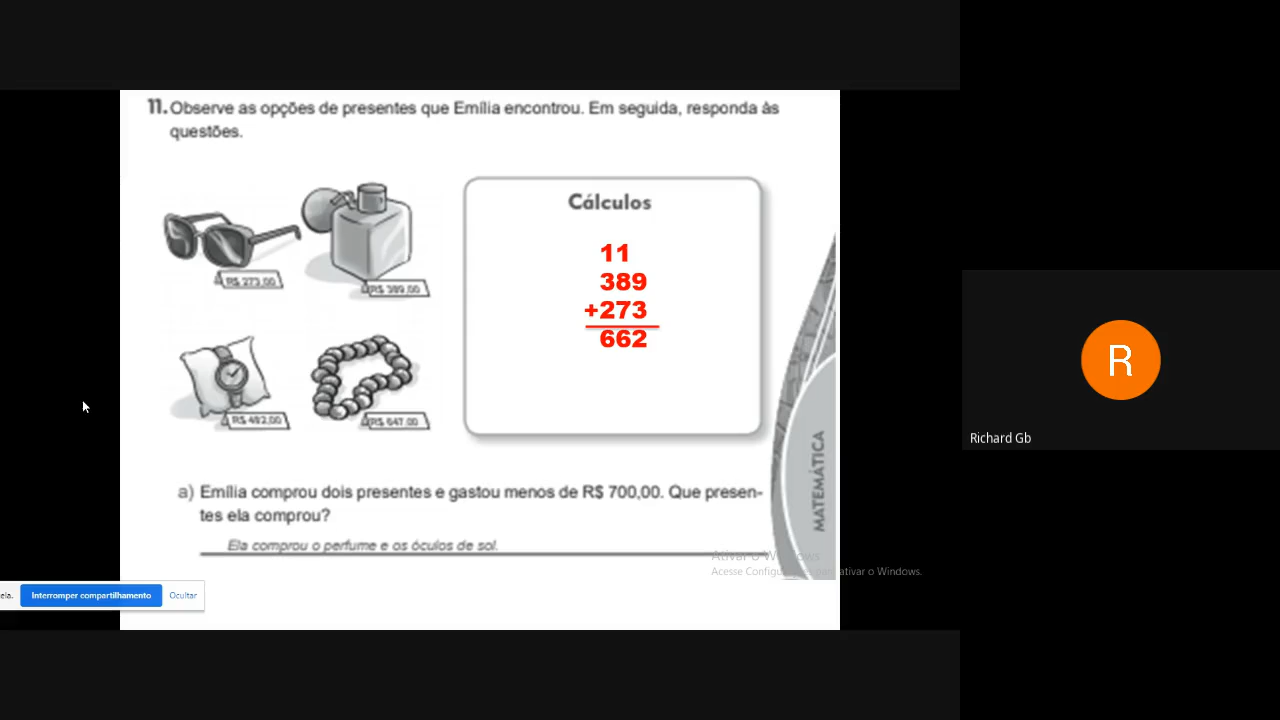 11. Observe as opções de presentes que Emília encontrou. Em seguida, responda às
questões.
R$ 273,00
R$ 389,00
R$ 482,00
R$ 647,00
Cálculos
11
389
+273
662
MATEMÁTICA
a) Emília comprou dois presentes e gastou menos de R$ 700,00. Que presen-
tes ela comprou?
Ela comprou o perfume e os óculos de sol.
Ativar o Windows
Acesse Configurações para ativar o Windows.
ela.
Interromper compartilhamento
Ocultar
R
Richard Gb